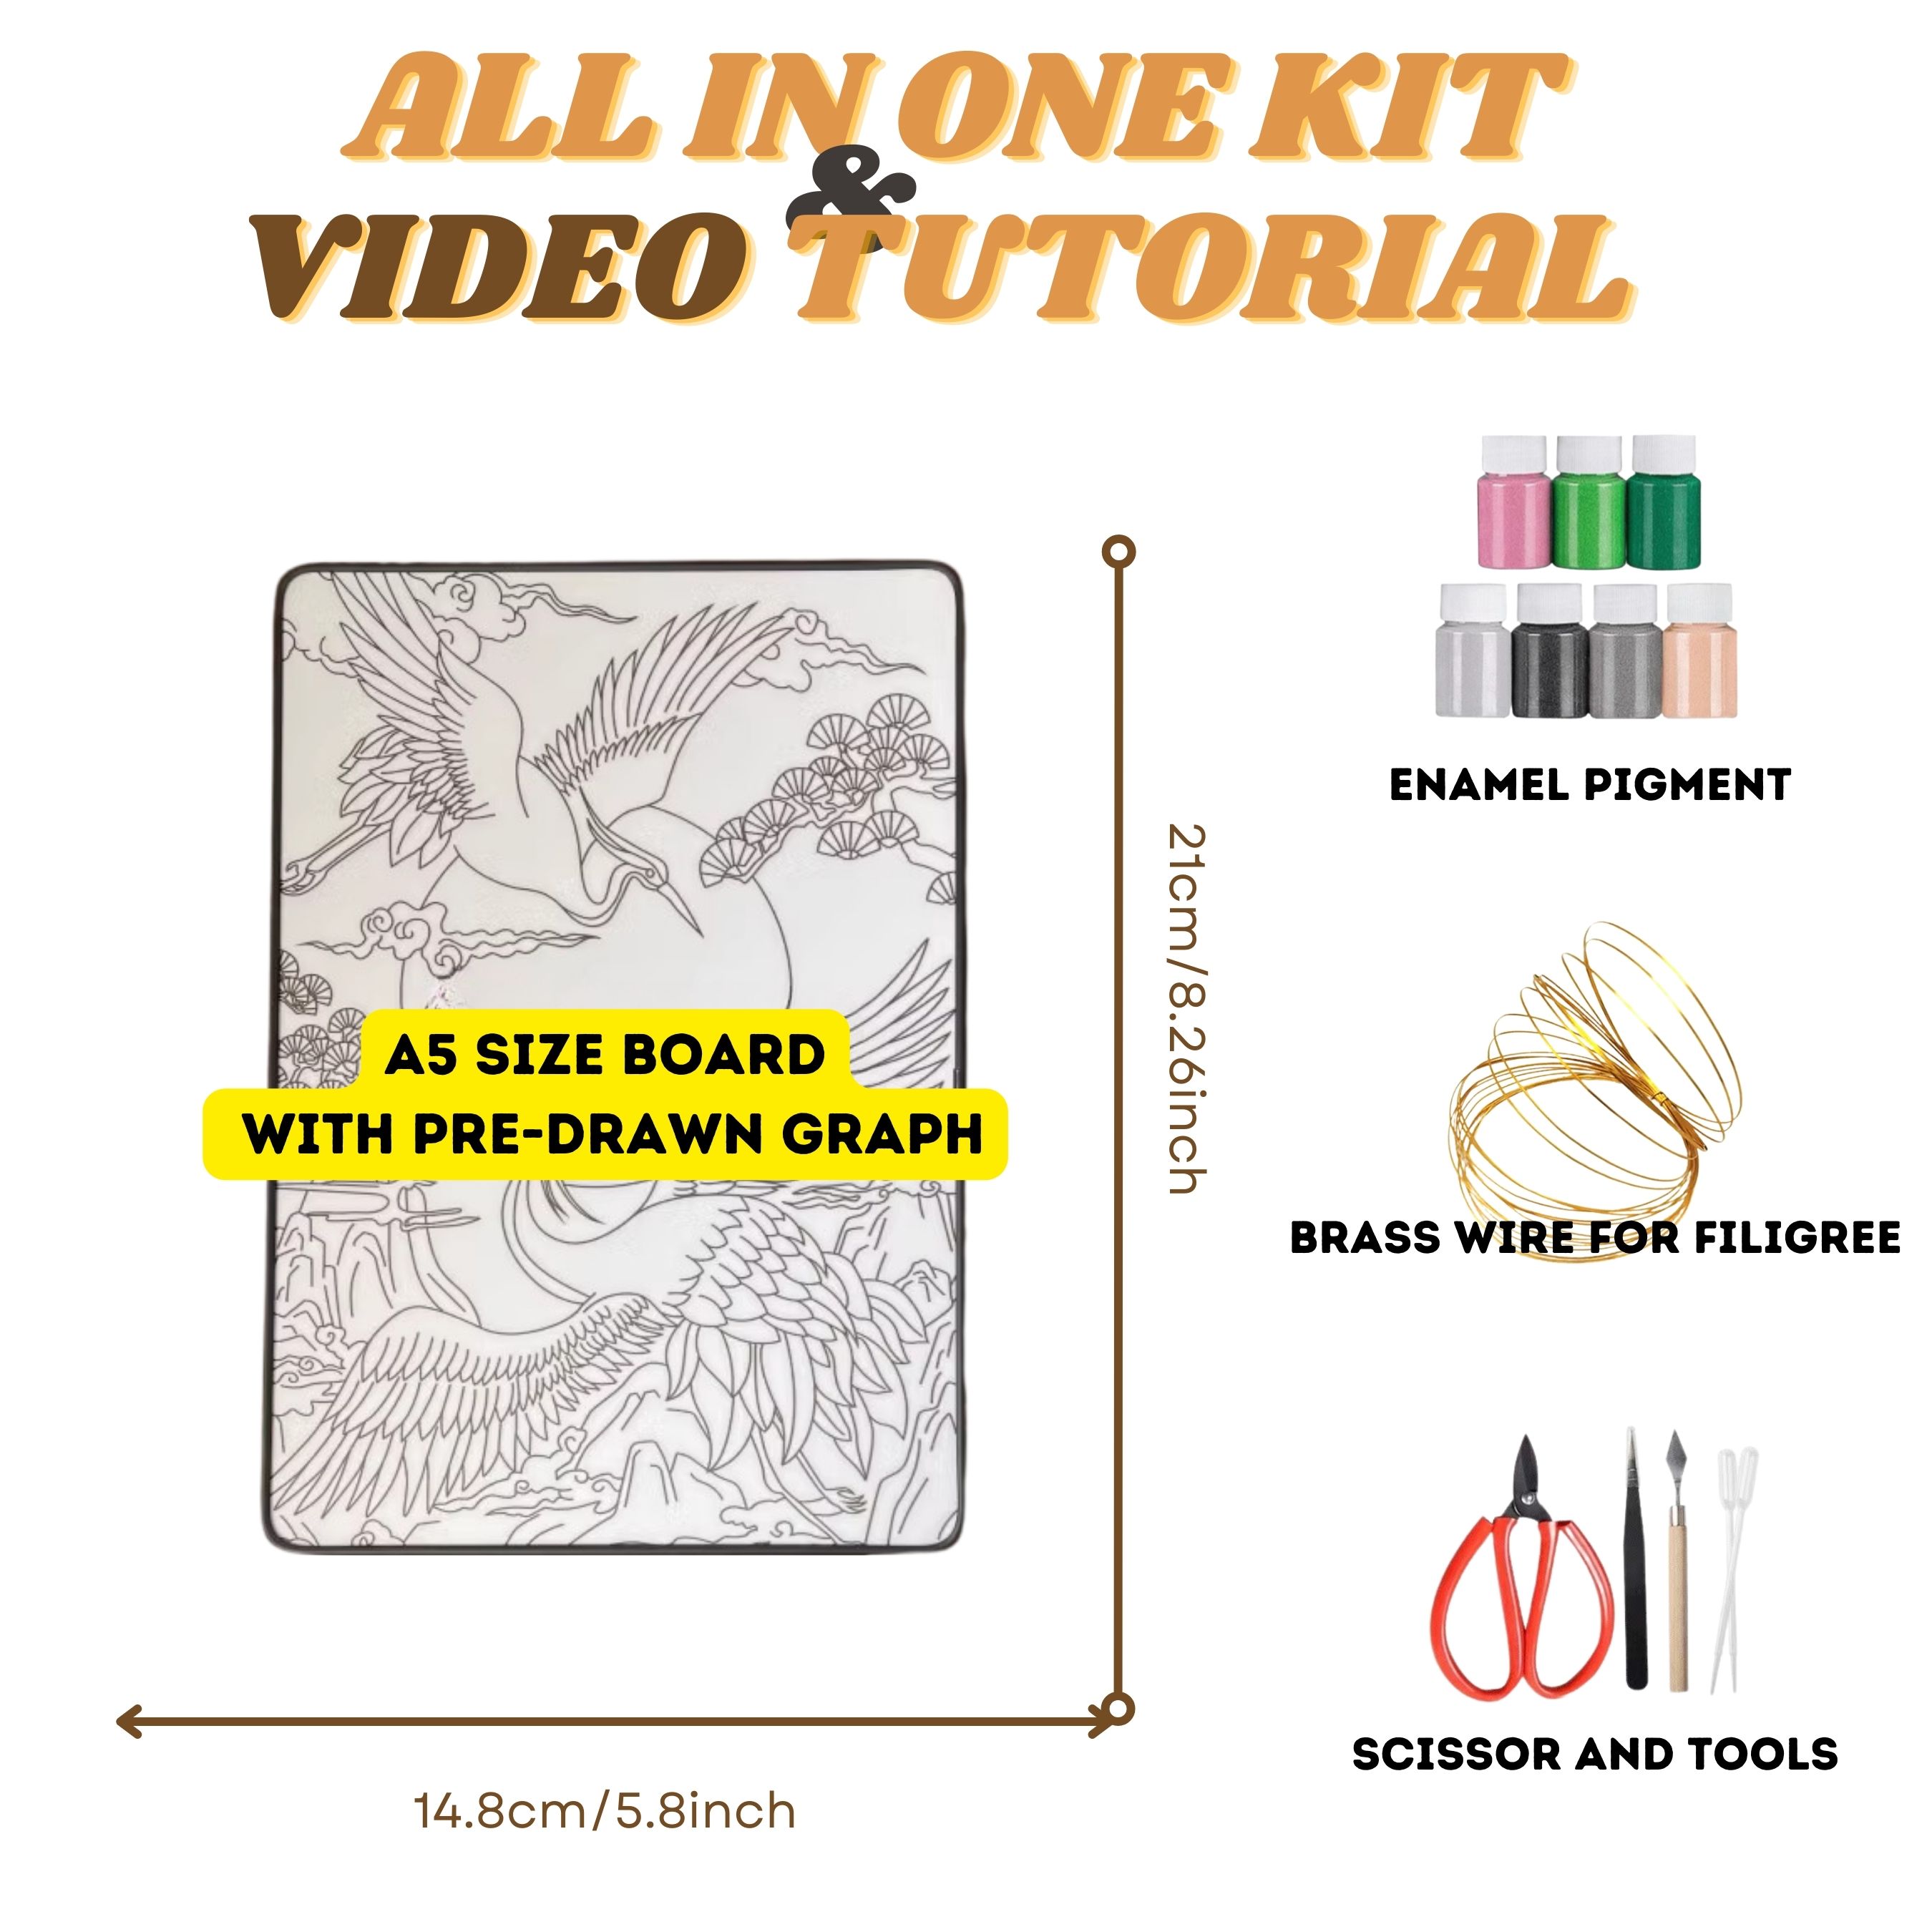 ALL IN ONE KIT
&
VIDEO TUTORIAL
A5 SIZE BOARD
WITH PRE-DRAWN GRAPH
21cm/8.26inch
14.8cm/5.8inch
ENAMEL PIGMENT
BRASS WIRE FOR FILIGREE
SCISSOR AND TOOLS